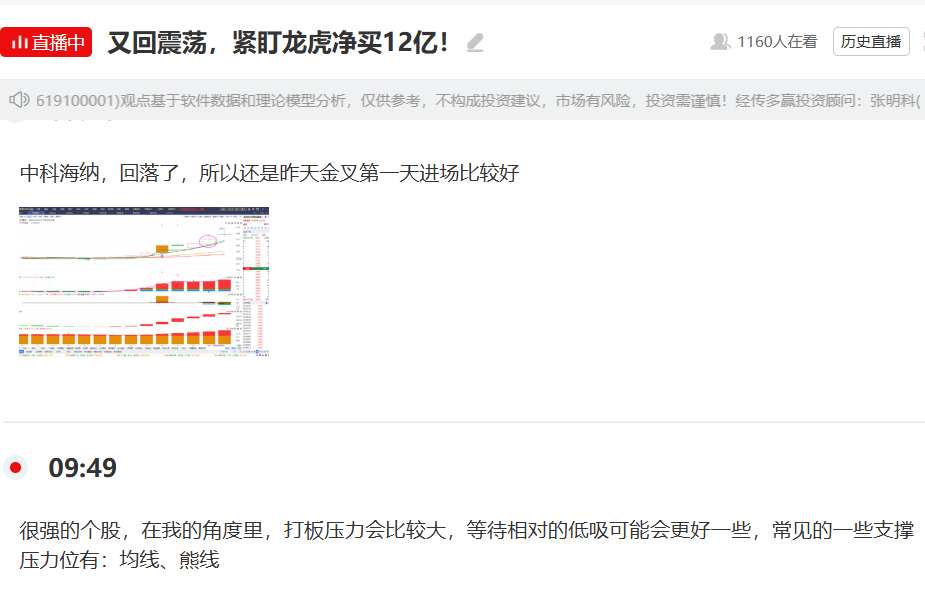 直播中
又回震荡，紧盯龙虎净买12亿！
1160人在看
历史直播
619100001)观点基于软件数据和理论模型分析，仅供参考，不构成投资建议，市场有风险，投资需谨慎！经传多赢投资顾问：张明科(
中科海纳，回落了，所以还是昨天金叉第一天进场比较好
09:49
很强的个股，在我的角度里，打板压力会比较大，等待相对的低吸可能会更好一些，常见的一些支撑
压力位有：均线、熊线